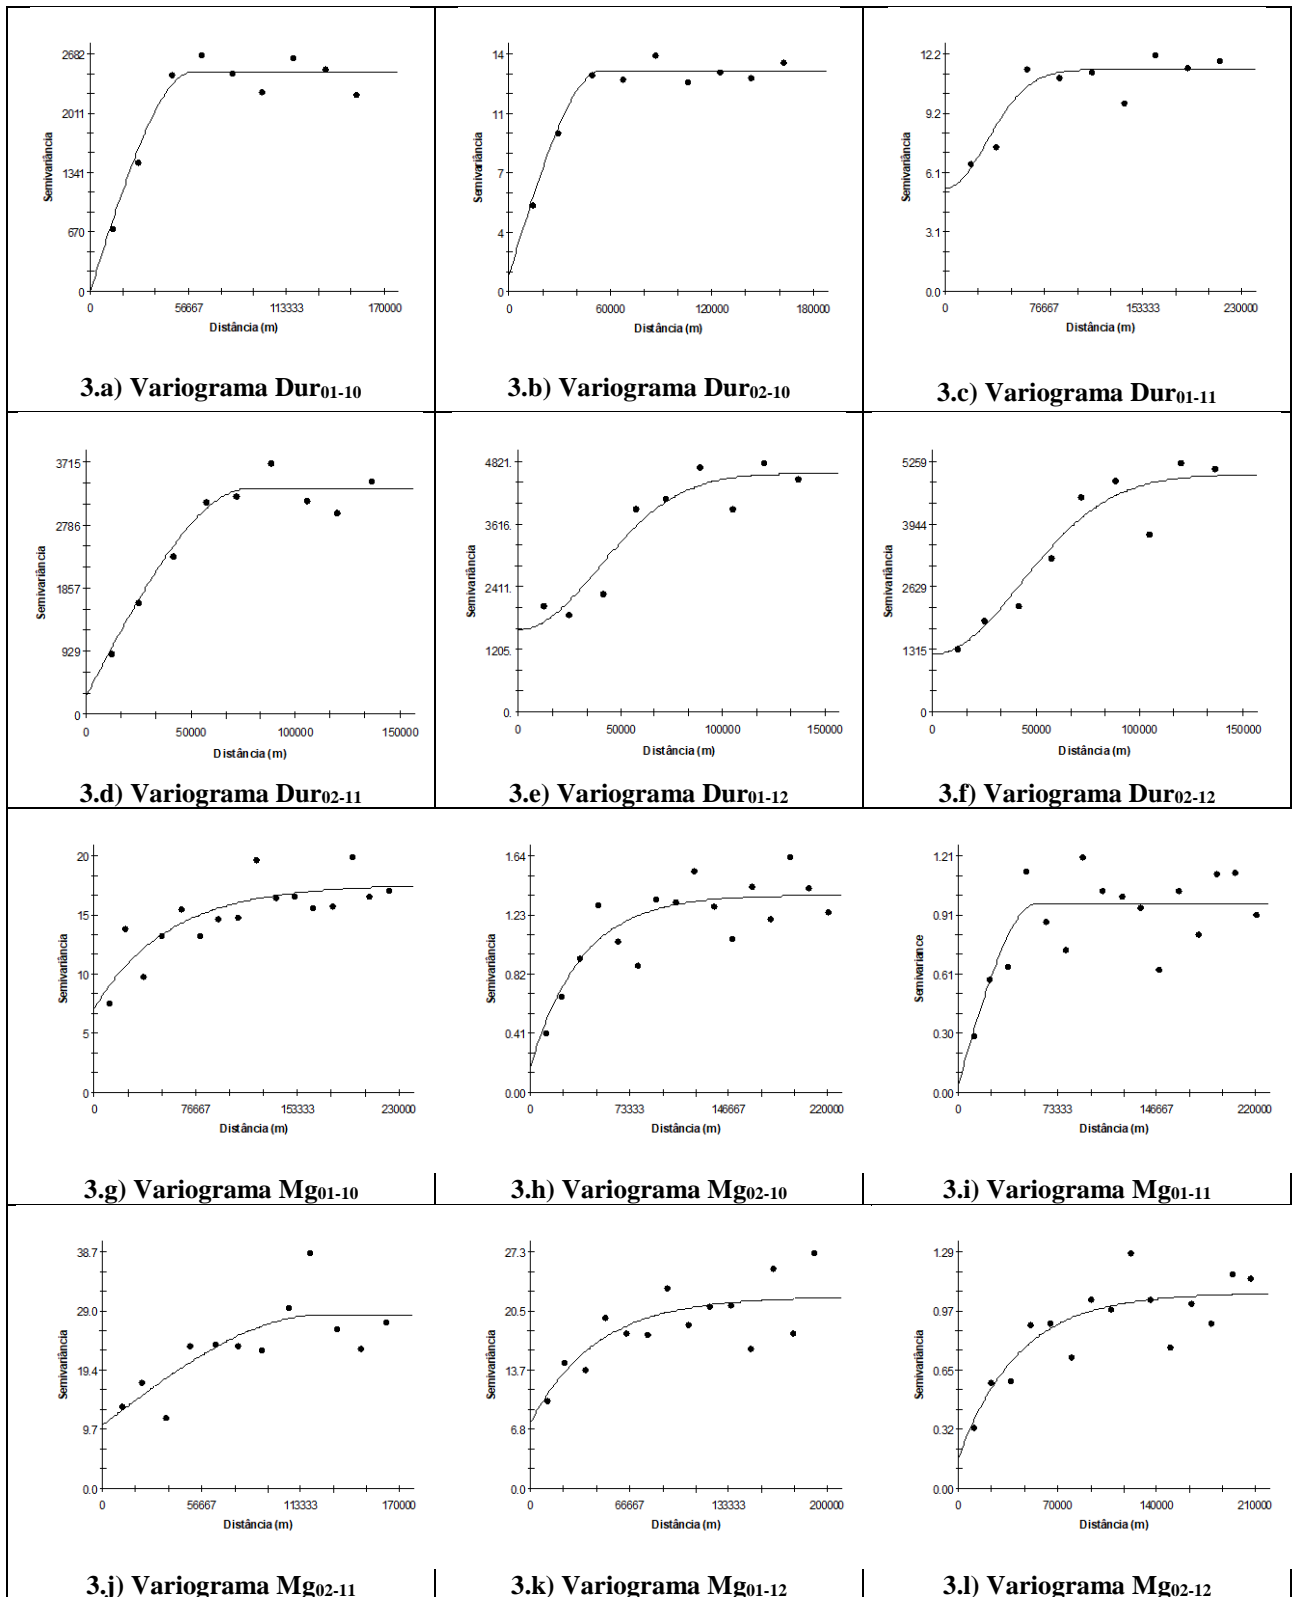 2682
2011
1341
670
0
0 56667 113333 170000
Semivariância
Distância (m)
3.a) Variograma Dur01-10
14
11
7
4
0
0 60000 120000 180000
Semivariância
Distância (m)
3.b) Variograma Dur02-10
12.2
9.2
6.1
3.1
0.0
0 76667 153333 230000
Semivariância
Distância (m)
3.c) Variograma Dur01-11
3715
2786
1857
929
0
0 50000 100000 150000
Semivariância
Distância (m)
3.d) Variograma Dur02-11
4821.
3616.
2411.
1205.
0.
0 50000 100000 150000
Semivariância
Distância (m)
3.e) Variograma Dur01-12
5259
3944
2629
1315
0
0 50000 100000 150000
Semivariância
Distância (m)
3.f) Variograma Dur02-12
20
15
10
5
0
0 76667 153333 230000
Semivariância
Distância (m)
3.g) Variograma Mg01-10
1.64
1.23
0.82
0.41
0.00
0 73333 146667 220000
Semivariância
Distância (m)
3.h) Variograma Mg02-10
1.21
0.91
0.61
0.30
0.00
0 73333 146667 220000
Semivariance
Distância (m)
3.i) Variograma Mg01-11
38.7
29.0
19.4
9.7
0.0
0 56667 113333 170000
Semivariância
Distância (m)
3.j) Variograma Mg02-11
27.3
20.5
13.7
6.8
0.0
0 66667 133333 200000
Semivariância
Distância (m)
3.k) Variograma Mg01-12
1.29
0.97
0.65
0.32
0.00
0 70000 140000 210000
Semivariância
Distância (m)
3.l) Variograma Mg02-12